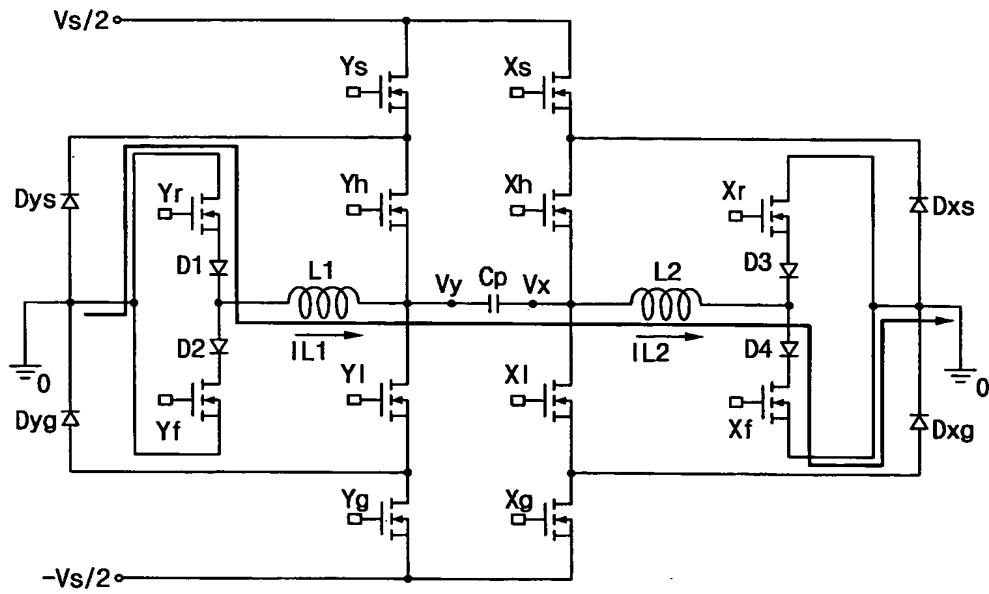 Vs/2
Ys
Xs
Dys
Yr
Yh
Xh
Xr
Dxs
D1
L1
Vy
Cp
Vx
L2
D3
0
D2
IL1
IL2
D4
0
Dyg
Yf
Yl
Xl
Xf
Dxg
Yg
Xg
-Vs/2